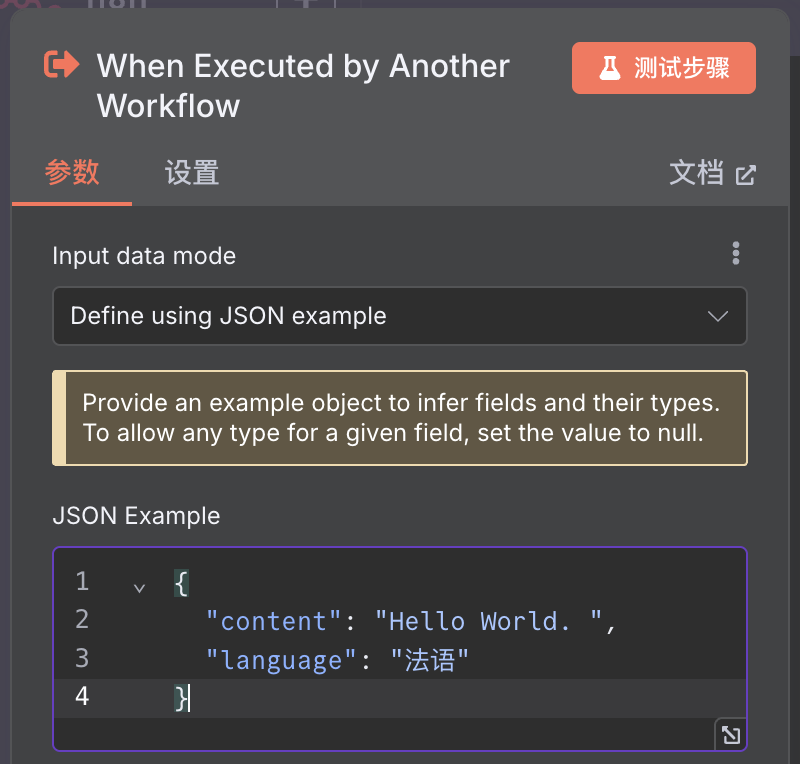 When Executed by Another
Workflow
测试步骤
参数
设置
文档
Input data mode
Define using JSON example
Provide an example object to infer fields and their types.
To allow any type for a given field, set the value to null.
JSON Example
1 {
2 "content": "Hello World. ",
3 "language": "法语"
4 }